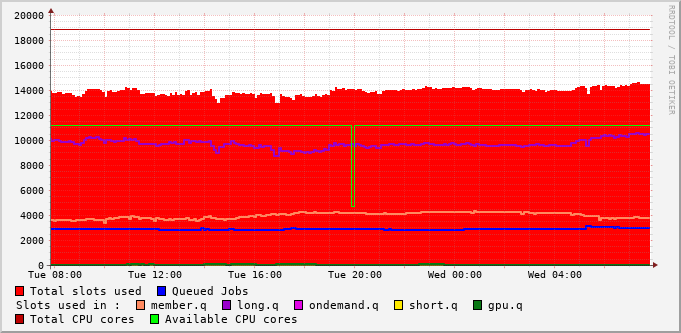 20000
18000
16000
14000
12000
10000
8000
6000
4000
2000
0
Tue 08:00 Tue 12:00 Tue 16:00 Tue 20:00 Wed 00:00 Wed 04:00
RRDTOOL / TOBI OETIKER
Total slots used Queued Jobs
Slots used in : member.q long.q ondemand.q short.q gpu.q
Total CPU cores Available CPU cores